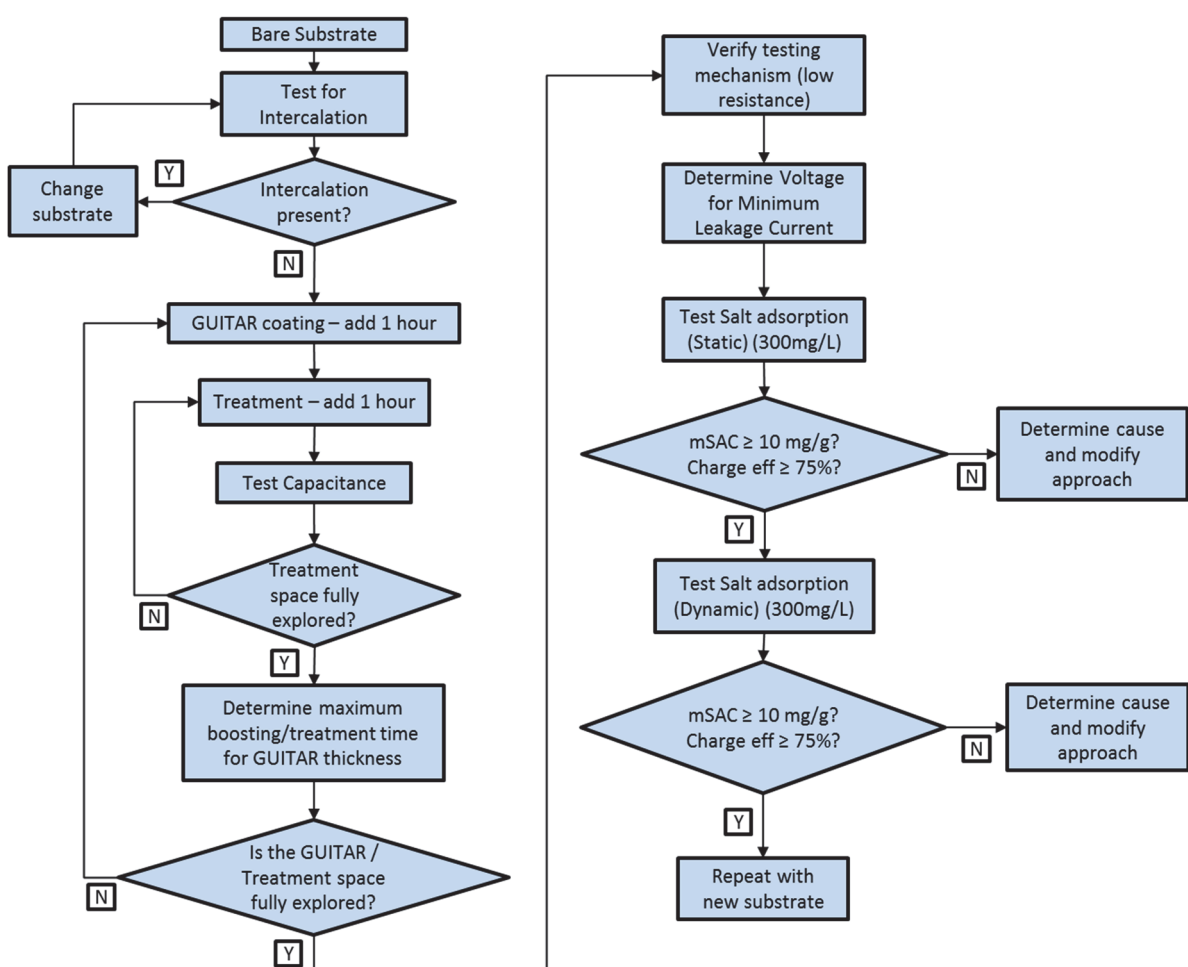 Bare Substrate
Test for
Intercalation
Y
Change
substrate
Intercalation
present?
N
GUITAR coating – add 1 hour
Treatment – add 1 hour
Test Capacitance
Treatment
space fully
explored?
N
Y
Determine maximum
boosting/treatment time
for GUITAR thickness
Is the GUITAR /
Treatment space
fully explored?
N
Y
Verify testing
mechanism (low
resistance)
Determine Voltage
for Minimum
Leakage Current
Test Salt adsorption
(Static) (300mg/L)
mSAC ≥ 10 mg/g?
Charge eff ≥ 75%?
N
Determine cause
and modify
approach
Y
Test Salt adsorption
(Dynamic) (300mg/L)
mSAC ≥ 10 mg/g?
Charge eff ≥ 75%?
N
Determine cause
and modify
approach
Y
Repeat with
new substrate